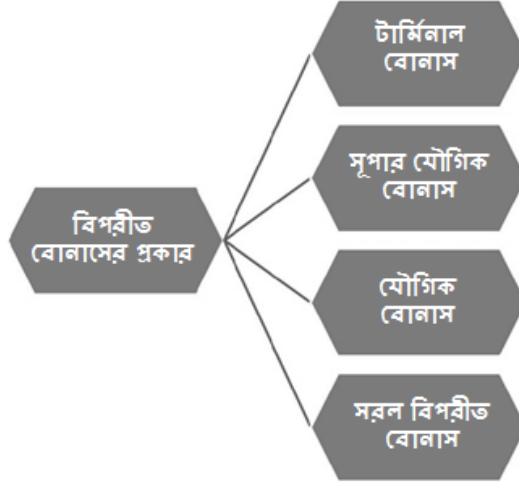 টার্মিনাল
বোনাস
সূপার যৌগিক
বোনাস
বিপরীত
বোনাসের প্রকার
যৌগিক
বোনাস
সরল বিপরীত
বোনাস